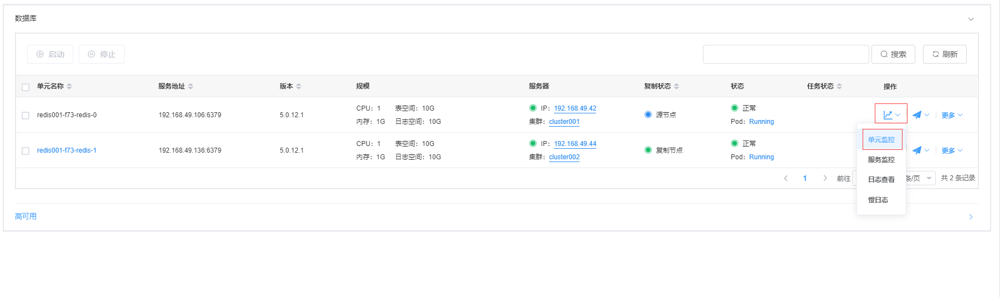 数据库
启动 停止 搜索 刷新
单元名称 服务地址 版本 规模 服务器 复制状态 状态 任务状态 操作
CPU：1 表空间：10G IP：192.168.49.42 正常
redis001-f73-redis-0 192.168.49.106:6379 5.0.12.1 源节点 更多
内存：1G 日志空间：10G 集群：cluster001 Pod：Running
单元监控
CPU：1 表空间：10G IP：192.168.49.44 正常
redis001-f73-redis-1 192.168.49.136:6379 5.0.12.1 复制节点 更多
内存：1G 日志空间：10G 集群：cluster002 Pod：Running
服务监控
1 前往 条/页 共 2 条记录
日志查看
慢日志
高可用